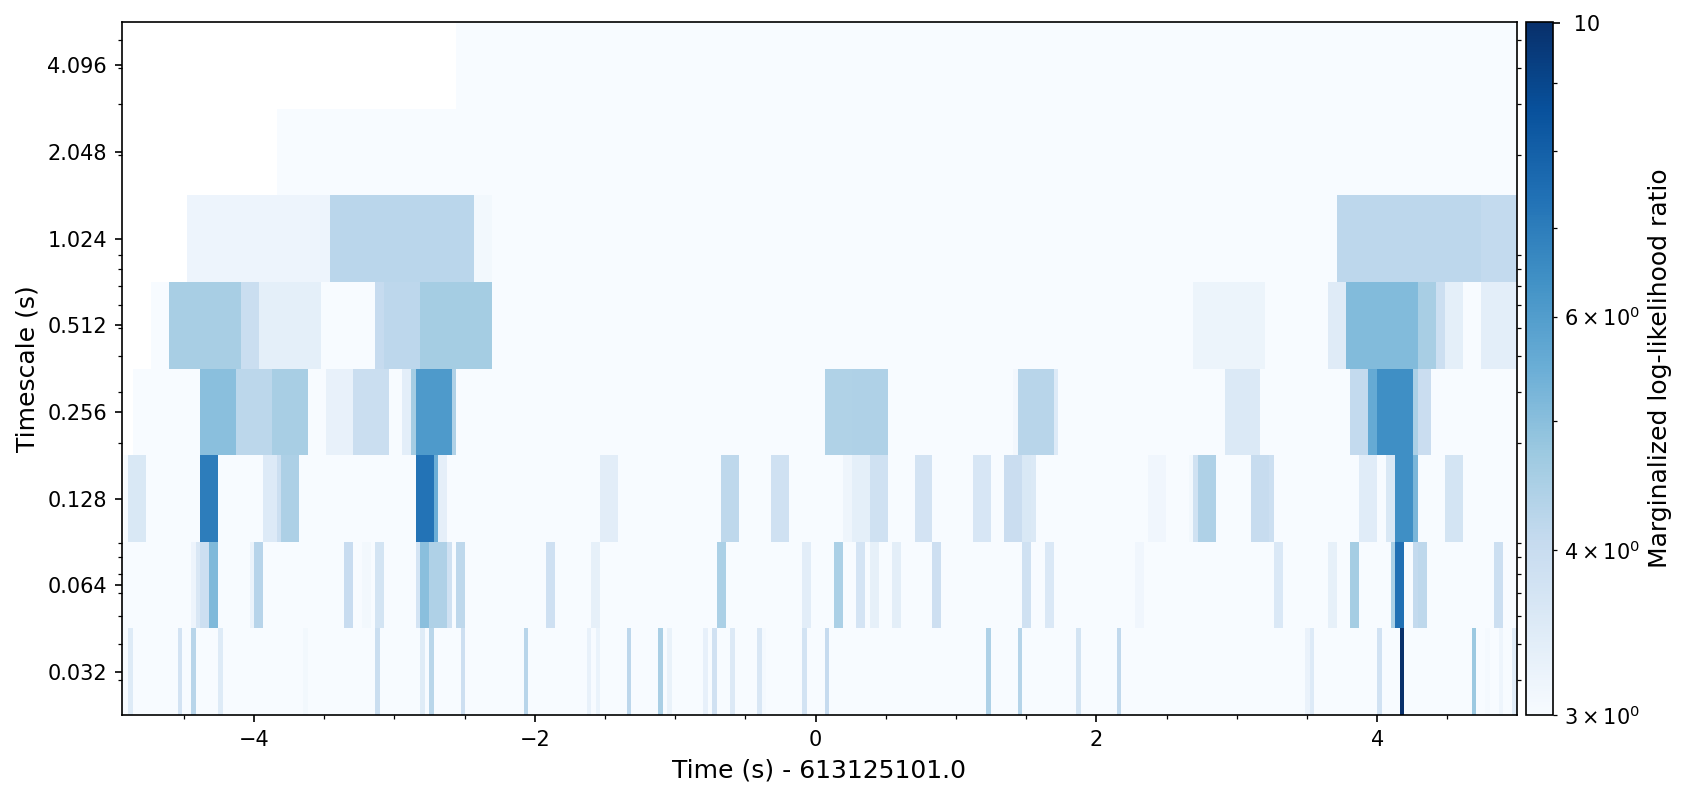 4.096
2.048
1.024
0.512
0.256
0.128
0.064
0.032
Timescale (s)
−4
−2
0
2
4
Time (s) - 613125101.0
10
6 × 10⁰
4 × 10⁰
3 × 10⁰
Marginalized log-likelihood ratio